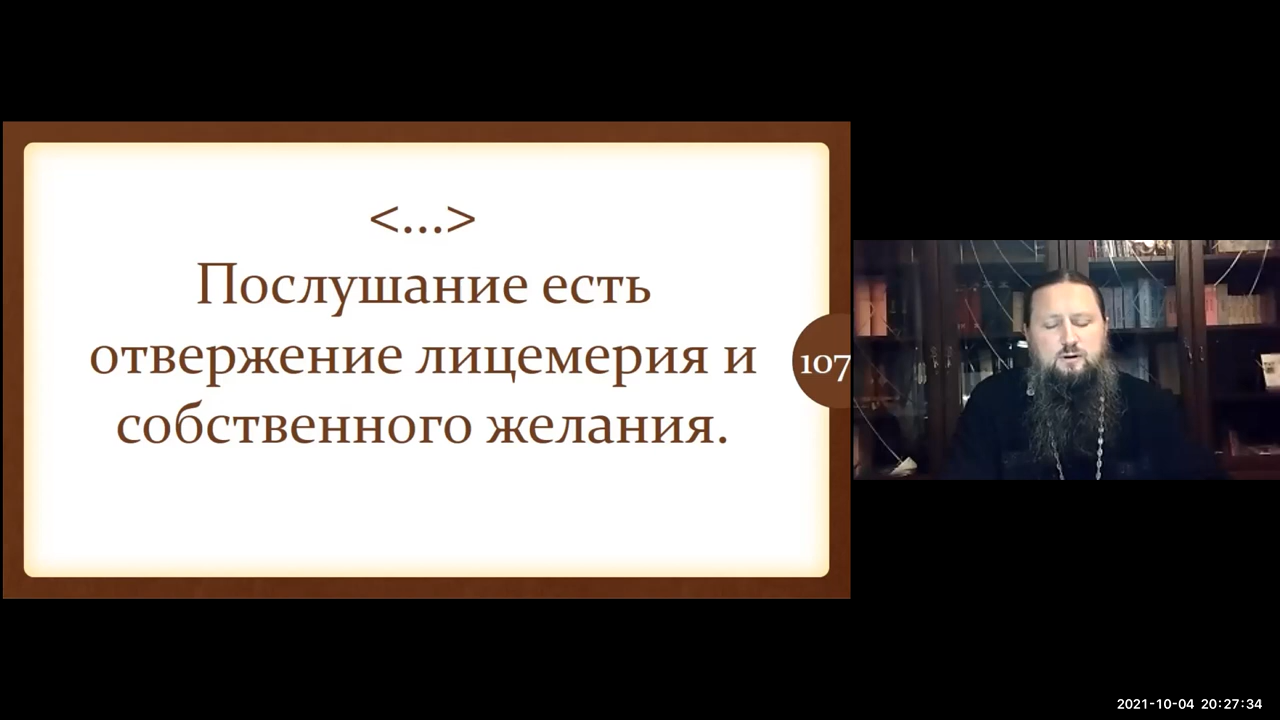 <...>
Послушание есть
отвержение лицемерия и
собственного желания.
107
2021-10-04 20:27:34